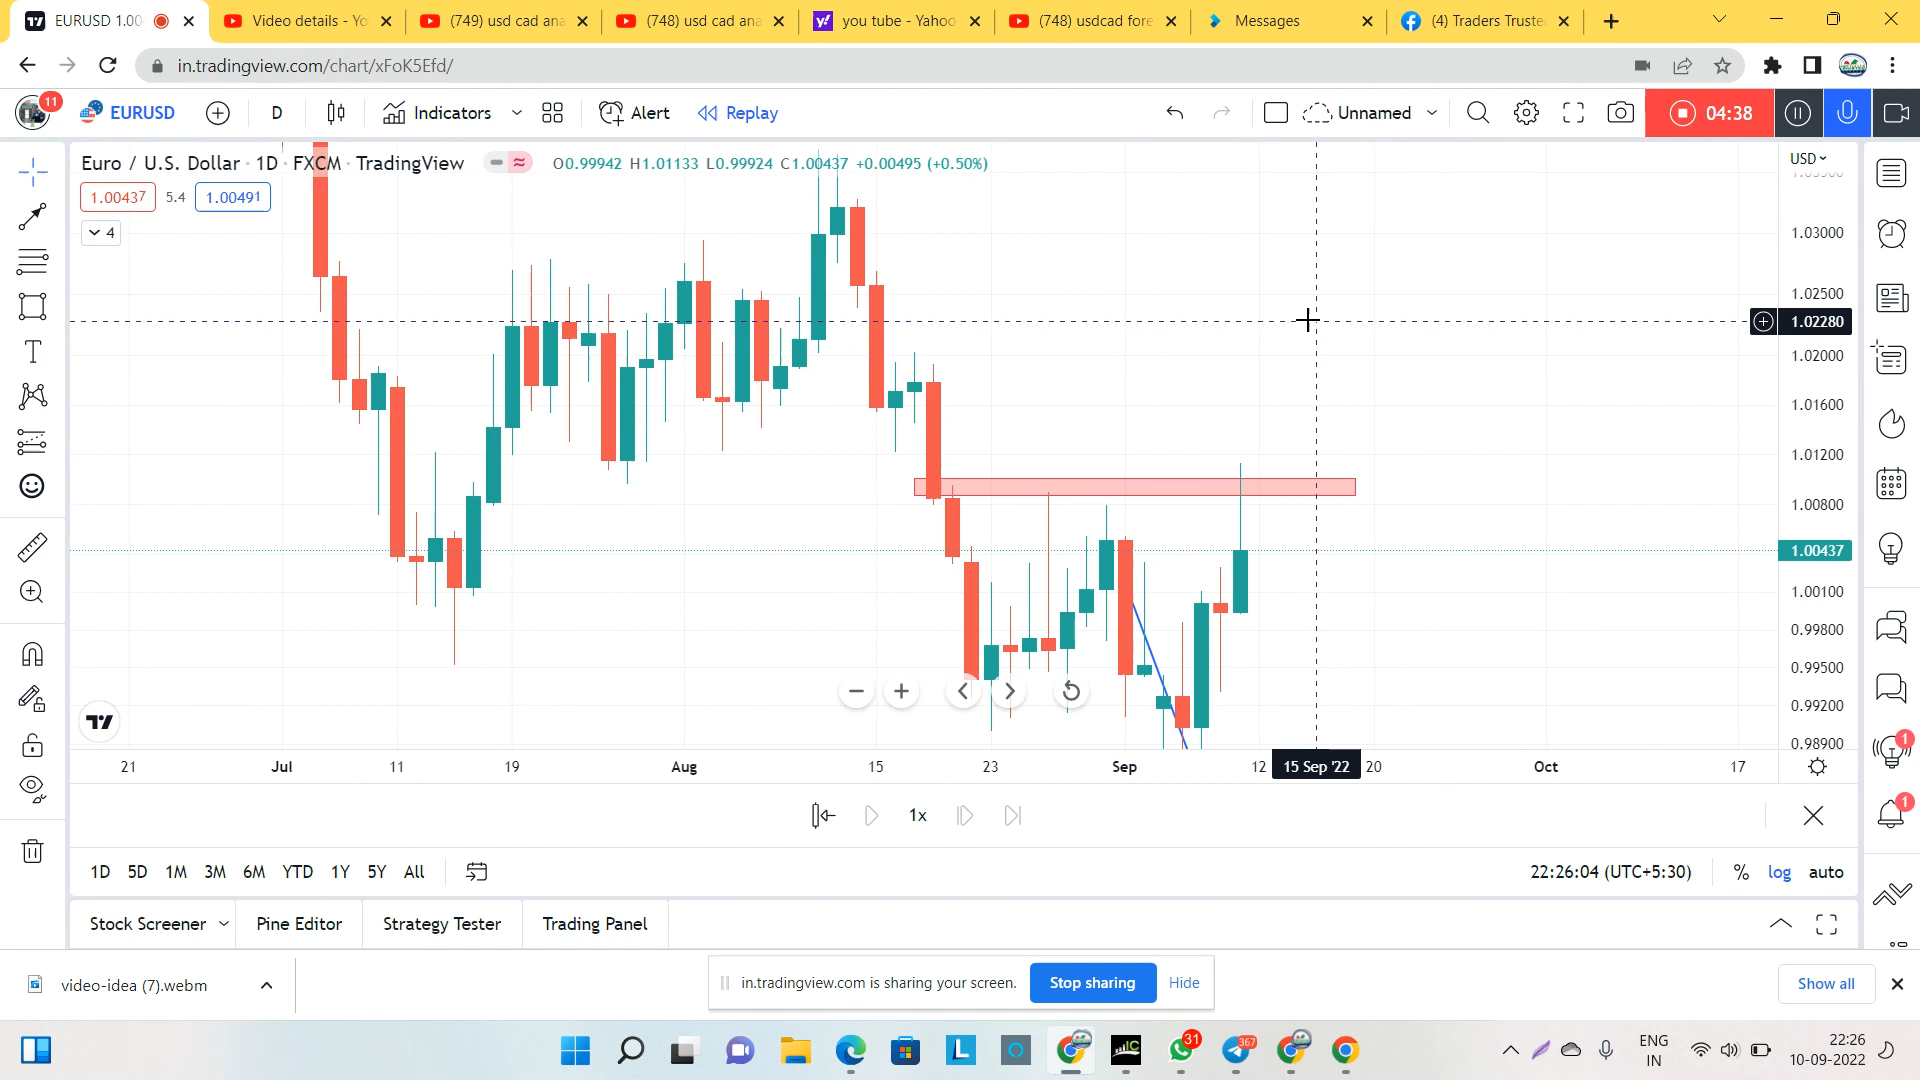 EURUSD 1.00
Video details - Yo
(749) usd cad ana
(748) usd cad ana
you tube - Yahoo
(748) usdcad fore
Messages
(4) Traders Truste
in.tradingview.com/chart/xFoK5Efd/
11
EURUSD
D
Indicators
Alert
Replay
Unnamed
04:38
Euro / U.S. Dollar · 1D · FXCM · TradingView
O0.99942 H1.01133 L0.99924 C1.00437 +0.00495 (+0.50%)
USD
1.00437
5.4
1.00491
4
1.03000
1.02500
1.02280
1.02000
1.01600
1.01200
1.00800
1.00437
1.00100
0.99800
0.99500
0.99200
0.98900
21
Jul
11
19
Aug
15
23
Sep
12
15 Sep '22
20
Oct
17
1
1
1x
1D
5D
1M
3M
6M
YTD
1Y
5Y
All
22:26:04 (UTC+5:30)
%
log
auto
Stock Screener
Pine Editor
Strategy Tester
Trading Panel
video-idea (7).webm
in.tradingview.com is sharing your screen.
Stop sharing
Hide
Show all
L
IC
31
367
ENG
IN
22:26
10-09-2022